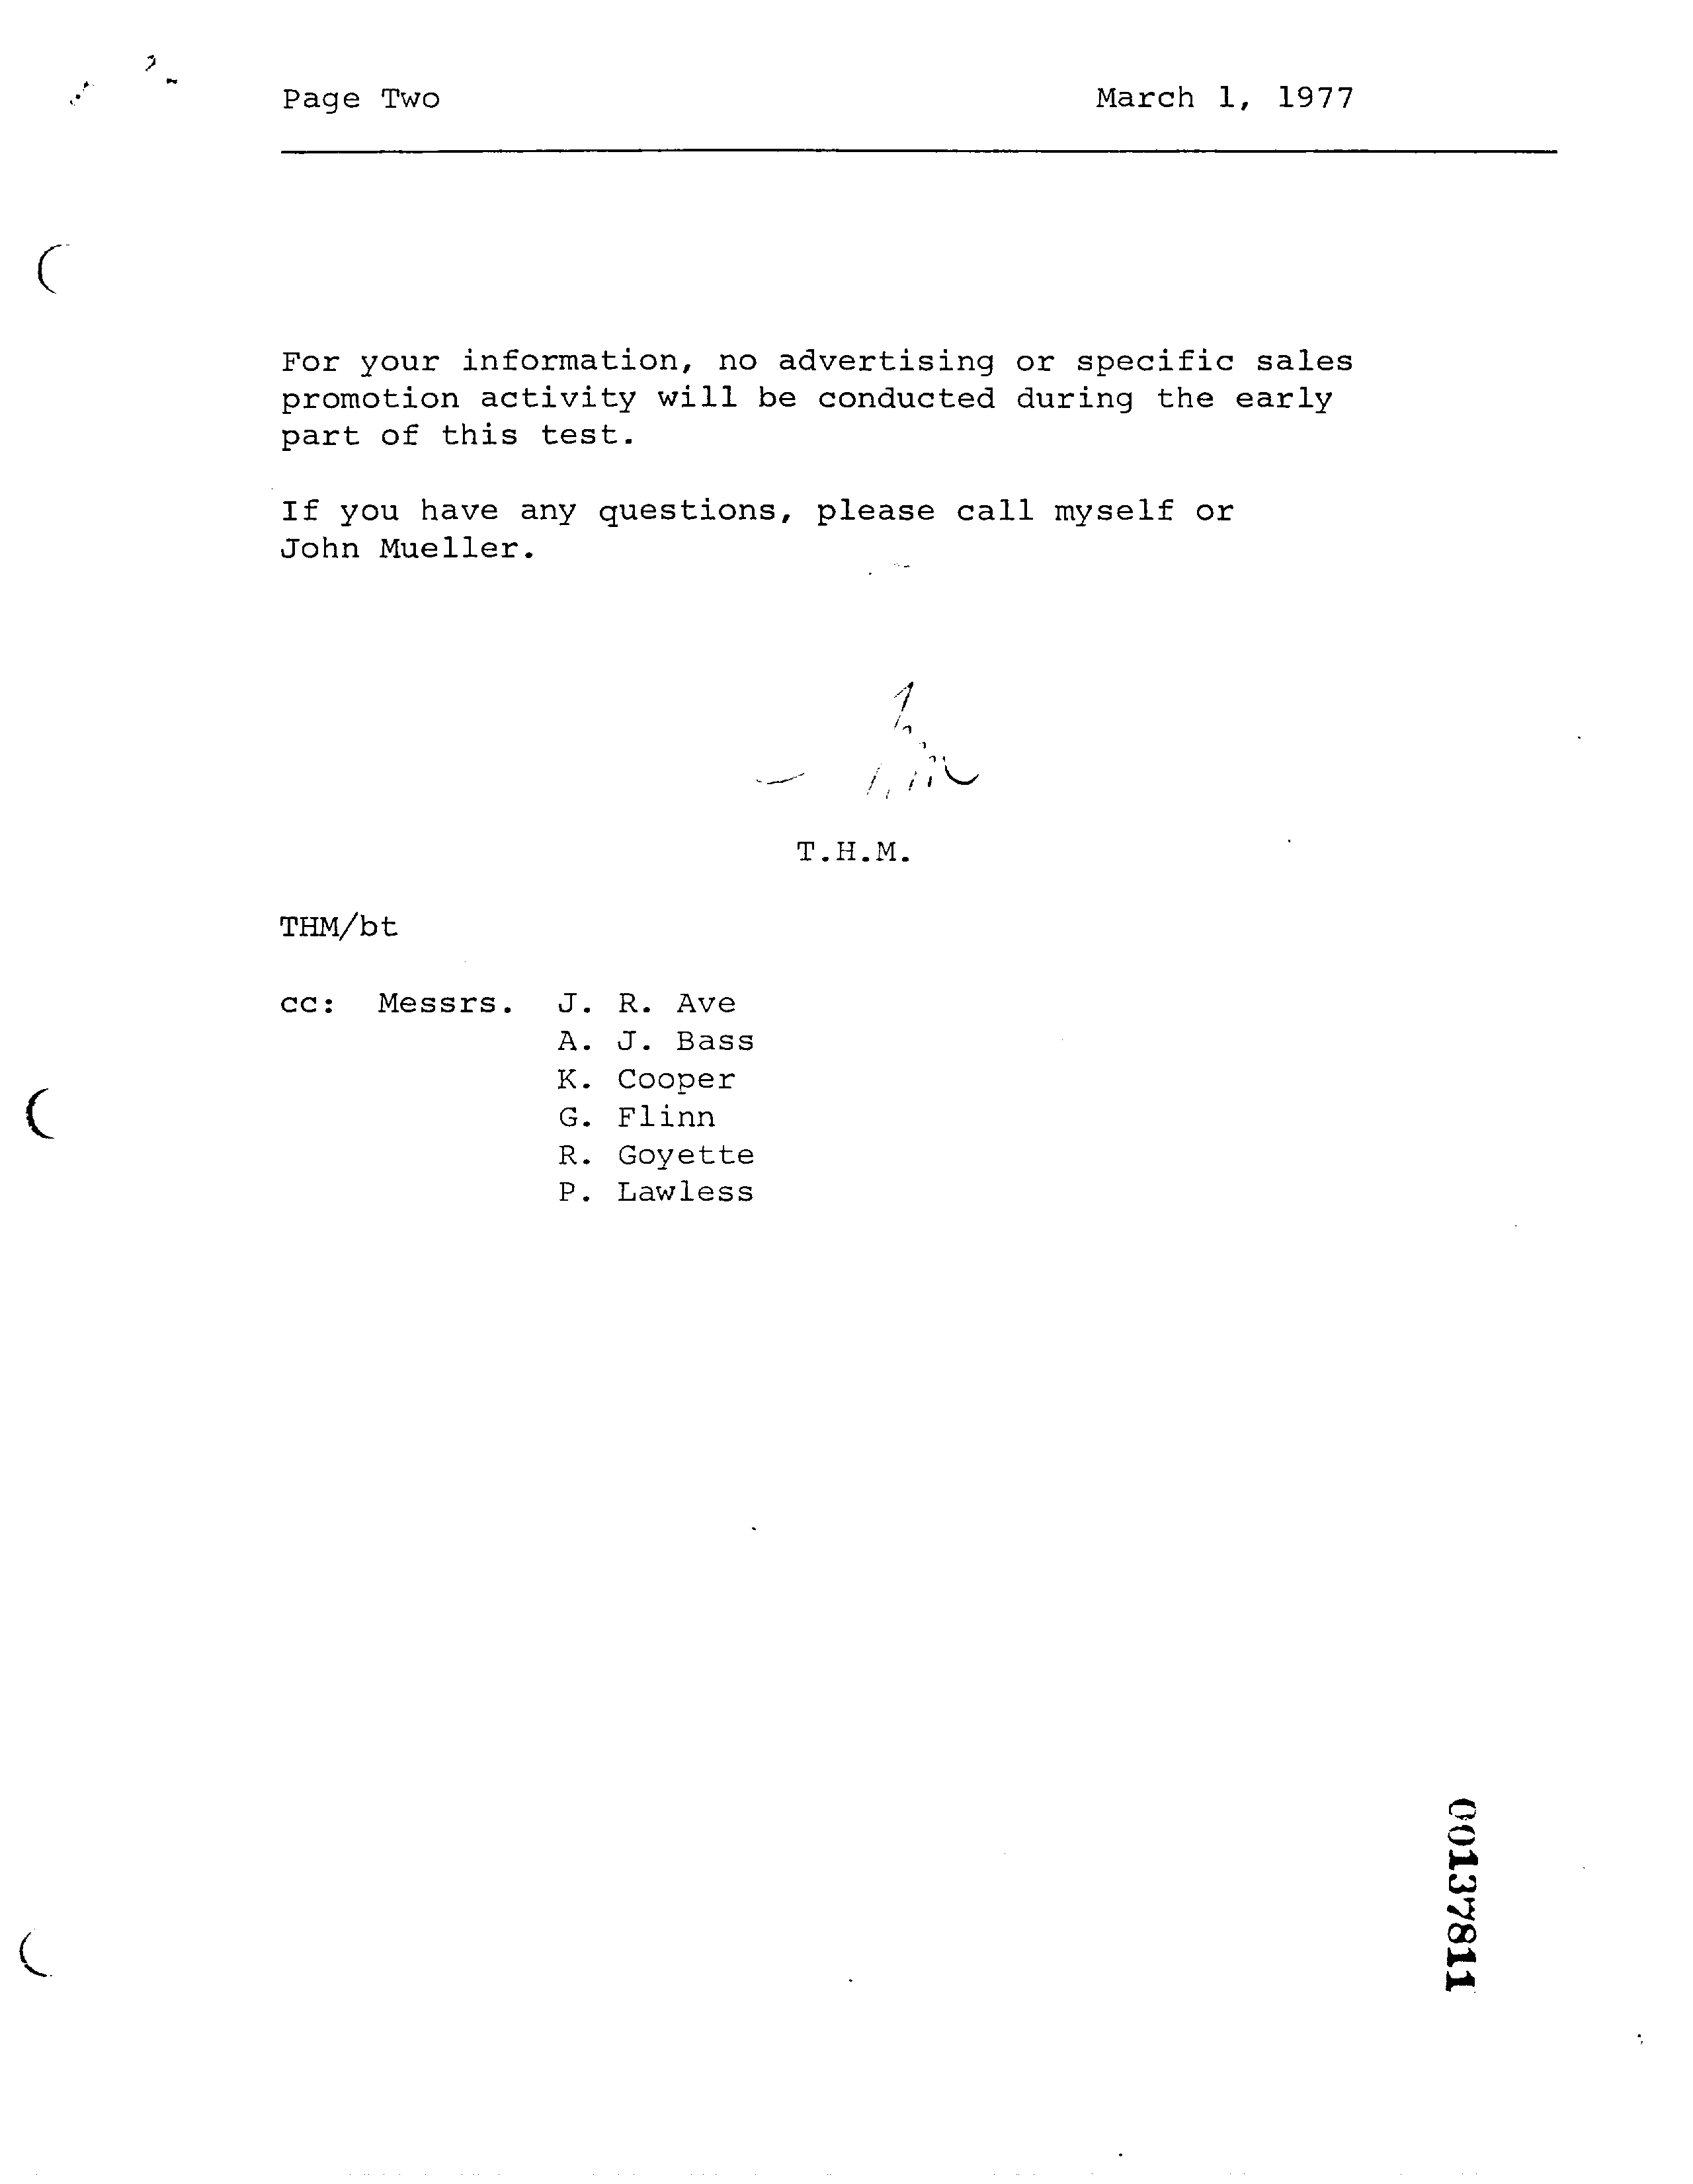 Page Two March 1, 1977
For your information, no advertising or specific sales
promotion activity will be conducted during the early
part of this test.
If you have any questions, please call myself or
John Mueller.
T.H.M.
THM/bt
cc: Messrs. J. R. Ave
A. J. Bass
K. Cooper
G. Flinn
R. Goyette
P. Lawless
00137811